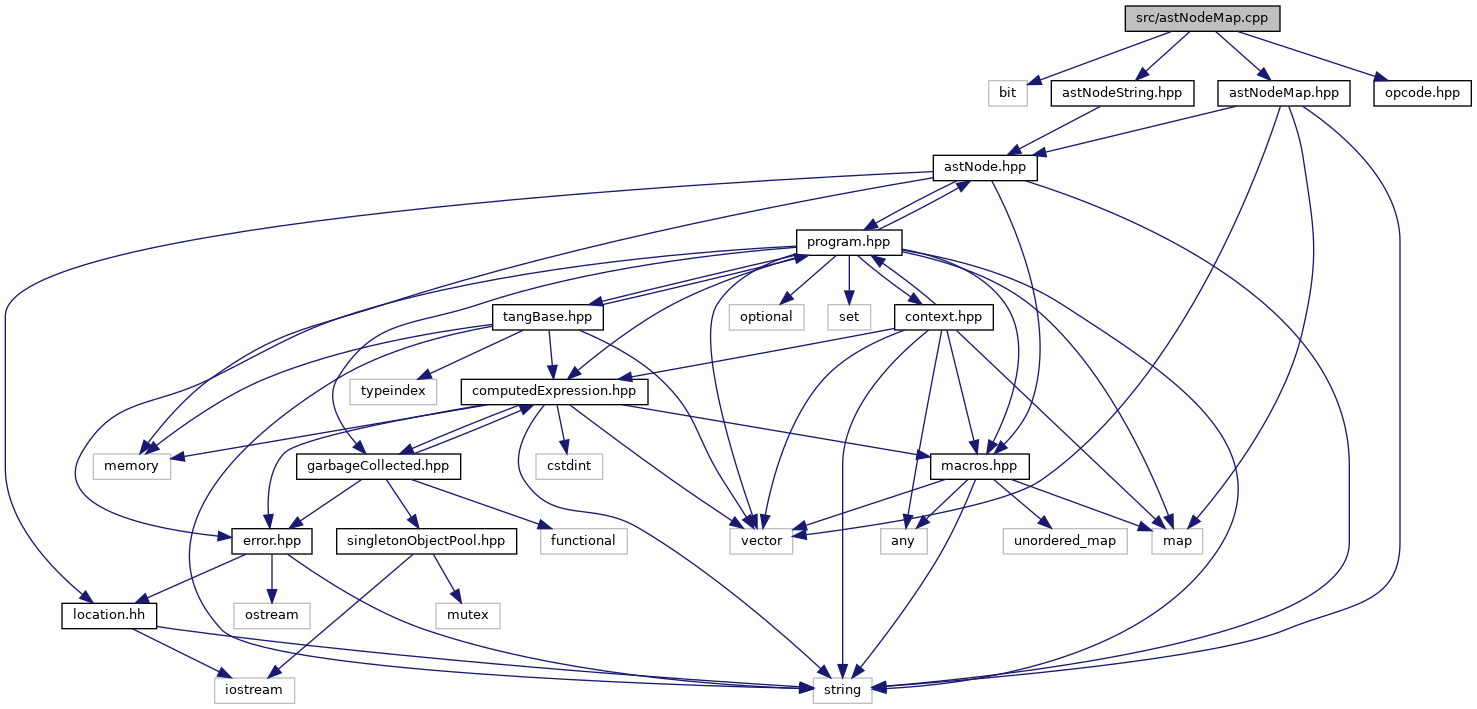 src/astNodeMap.cpp
bit
astNodeString.hpp
astNodeMap.hpp
opcode.hpp
astNode.hpp
program.hpp
tangBase.hpp
optional
set
context.hpp
typeindex
computedExpression.hpp
memory
garbageCollected.hpp
cstdint
macros.hpp
error.hpp
singletonObjectPool.hpp
functional
vector
any
unordered_map
map
location.hh
ostream
mutex
iostream
string